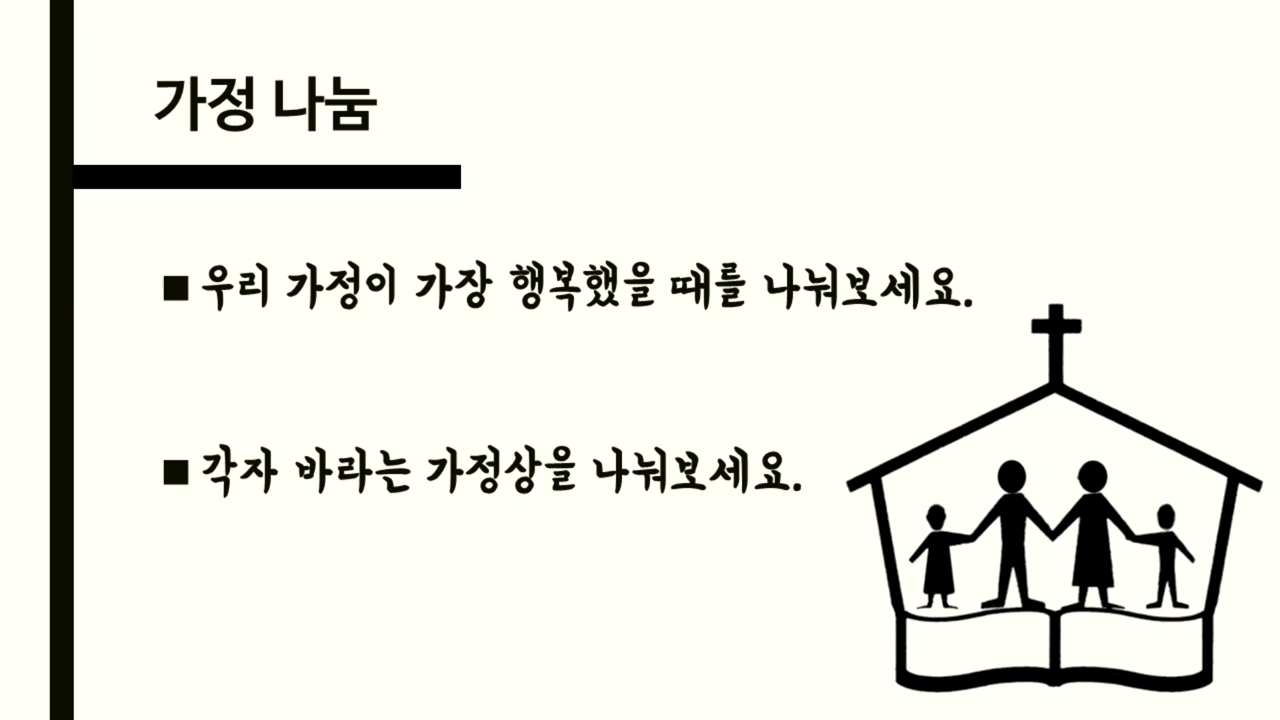 가정 나눔
■ 우리 가정이 가장 행복했을 때를 나눠보세요.
■ 각자 바라는 가정상을 나눠보세요.